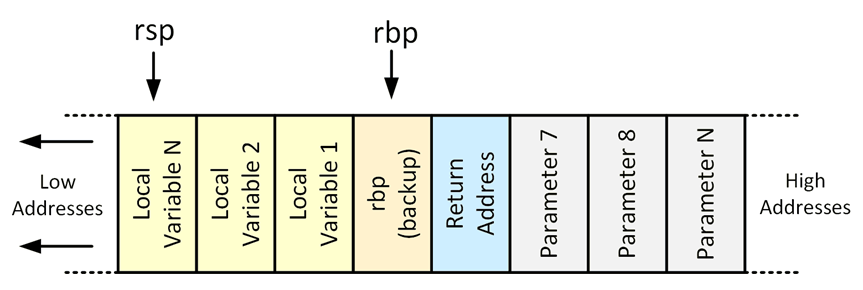 rsp
rbp
Low
Addresses
Local
Variable N
Local
Variable 2
Local
Variable 1
rbp
(backup)
Return
Address
Parameter 7
Parameter 8
Parameter N
High
Addresses